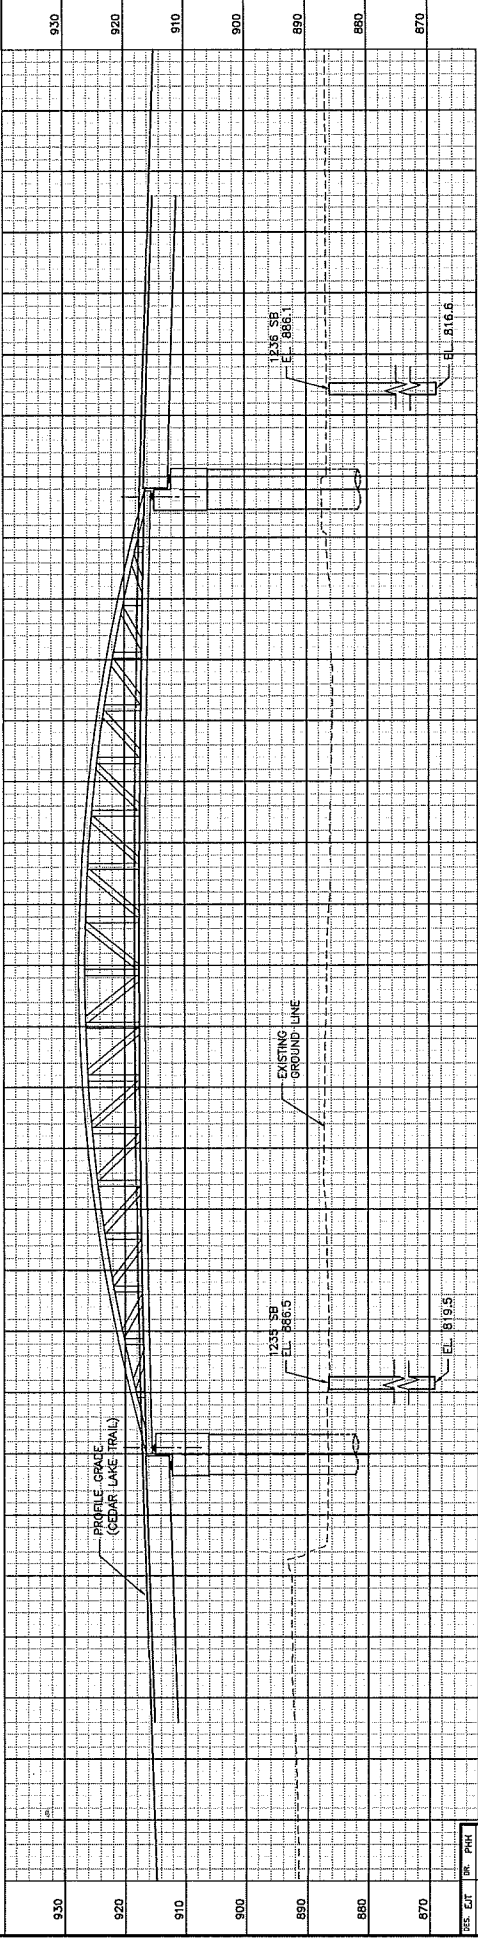 930
920
910
900
890
880
870
PROFILE GRADE
(CEDAR LAKE TRAIL)
1235 SB
EL. 886.5
EL. 819.5
EXISTING
GROUND LINE
1236 SB
EL. 886.1
EL. 816.6
930
920
910
900
890
880
870
DES. EJT DR. PHH